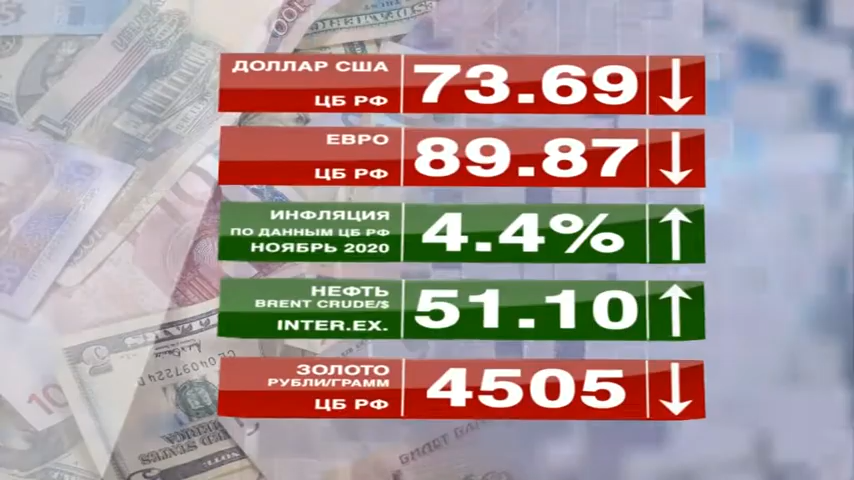 ДОЛЛАР США
ЦБ РФ
73.69
ЕВРО
ЦБ РФ
89.87
ИНФЛЯЦИЯ
ПО ДАННЫМ ЦБ РФ
НОЯБРЬ 2020
4.4%
НЕФТЬ
BRENT CRUDE/$
INTER.EX.
51.10
ЗОЛОТО
РУБЛИ/ГРАММ
ЦБ РФ
4505